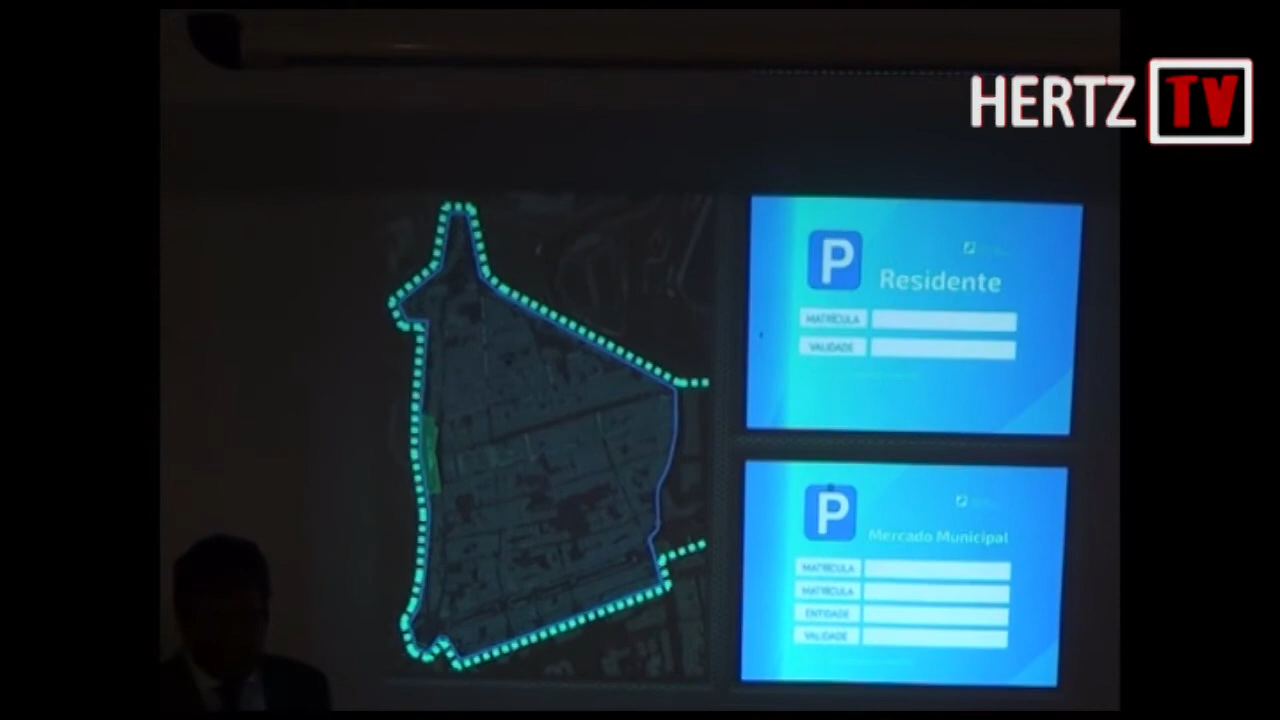 HERTZ TV
P
Residente
MATRÍCULA
VALIDADE
P
Mercado Municipal
MATRÍCULA
MATRÍCULA
ENTIDADE
VALIDADE